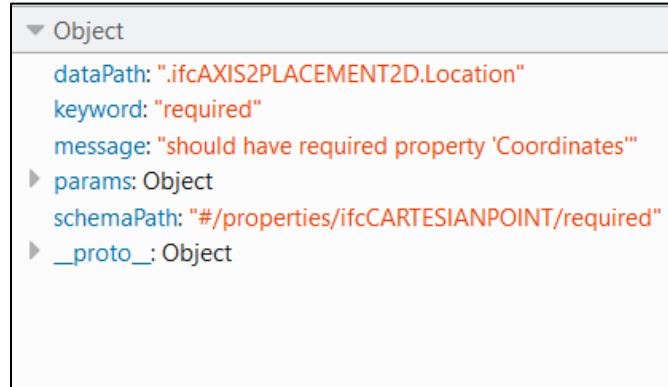 Object
dataPath: ".ifcAXIS2PLACEMENT2D.Location"
keyword: "required"
message: "should have required property 'Coordinates'"
params: Object
schemaPath: "#/properties/ifcCARTESIANPOINT/required"
__proto__: Object